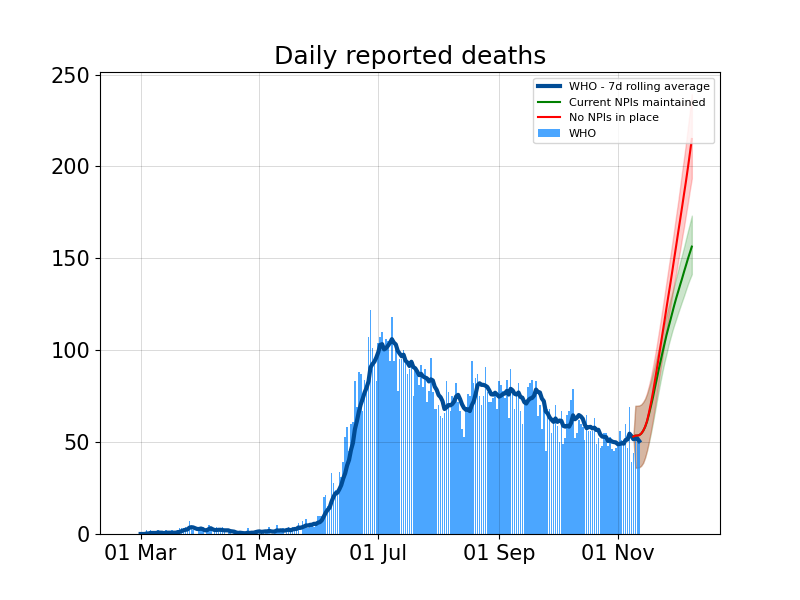 Daily reported deaths
250
200
150
100
50
0
WHO - 7d rolling average
Current NPIs maintained
No NPIs in place
WHO
01 Mar
01 May
01 Jul
01 Sep
01 Nov